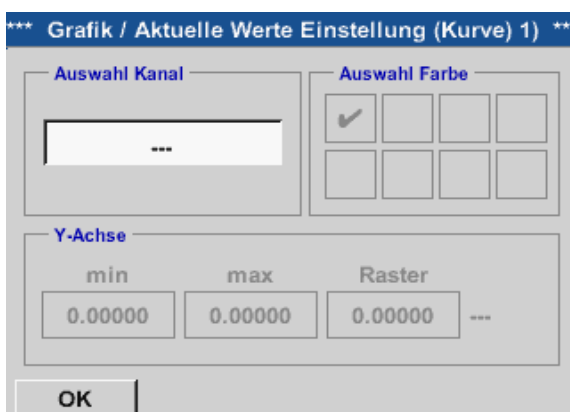 *** Grafik / Aktuelle Werte Einstellung (Kurve) 1) **
Auswahl Kanal
Auswahl Farbe
---
✔
Y-Achse
min max Raster
0.00000 0.00000 0.00000 ---
OK